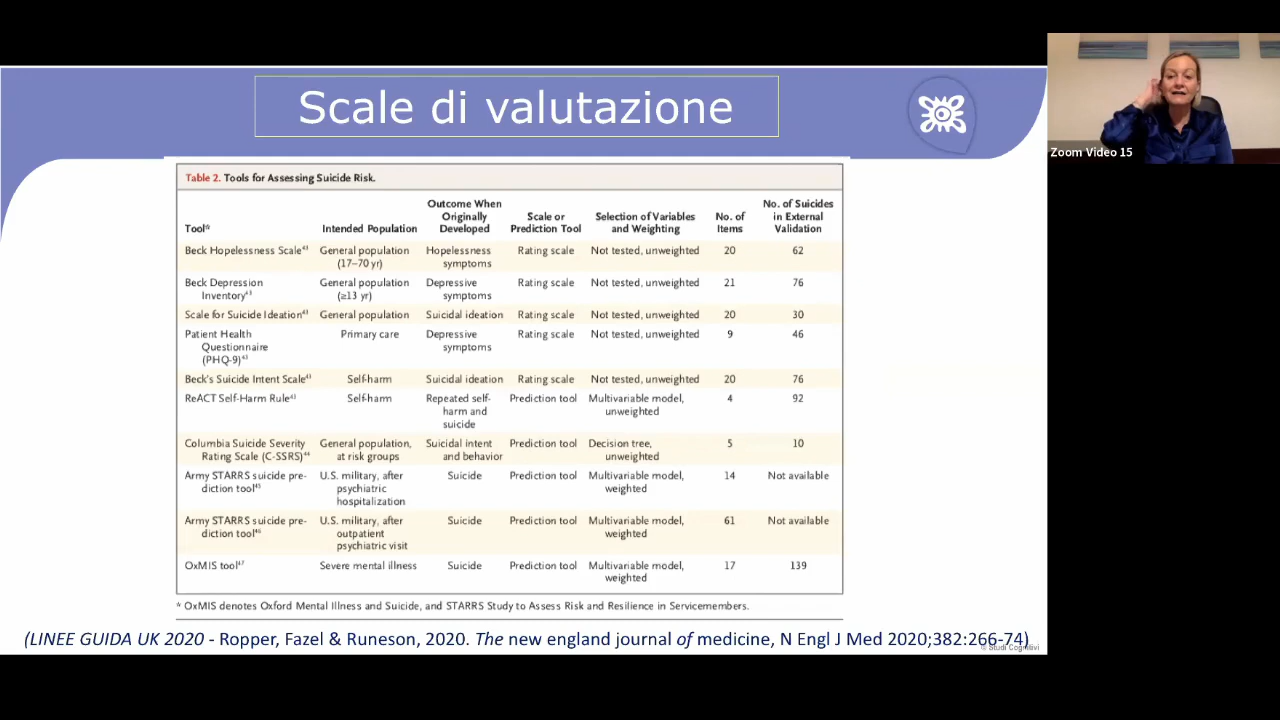 Scale di valutazione
Zoom Video 15
Table 2. Tools for Assessing Suicide Risk.
Tool* Intended Population Outcome When Originally Developed Scale or Prediction Tool Selection of Variables and Weighting No. of Items No. of Suicides in External Validation
Beck Hopelessness Scale43 General population (17–70 yr) Hopelessness symptoms Rating scale Not tested, unweighted 20 62
Beck Depression Inventory43 General population (≥13 yr) Depressive symptoms Rating scale Not tested, unweighted 21 76
Scale for Suicide Ideation43 General population Suicidal ideation Rating scale Not tested, unweighted 20 30
Patient Health Questionnaire (PHQ-9)43 Primary care Depressive symptoms Rating scale Not tested, unweighted 9 46
Beck's Suicide Intent Scale43 Self-harm Suicidal ideation Rating scale Not tested, unweighted 20 76
ReACT Self-Harm Rule43 Self-harm Repeated self-harm and suicide Prediction tool Multivariable model, unweighted 4 92
Columbia Suicide Severity Rating Scale (C-SSRS)44 General population, at risk groups Suicidal intent and behavior Prediction tool Decision tree, unweighted 5 10
Army STARRS suicide pre-diction tool45 U.S. military, after psychiatric hospitalization Suicide Prediction tool Multivariable model, weighted 14 Not available
Army STARRS suicide pre-diction tool46 U.S. military, after outpatient psychiatric visit Suicide Prediction tool Multivariable model, weighted 61 Not available
OxMIS tool47 Severe mental illness Suicide Prediction tool Multivariable model, weighted 17 139
* OxMIS denotes Oxford Mental Illness and Suicide, and STARRS Study to Assess Risk and Resilience in Servicemembers.
(LINEE GUIDA UK 2020 - Ropper, Fazel & Runeson, 2020. The new england journal of medicine, N Engl J Med 2020;382:266-74)
© Studi Cognitivi